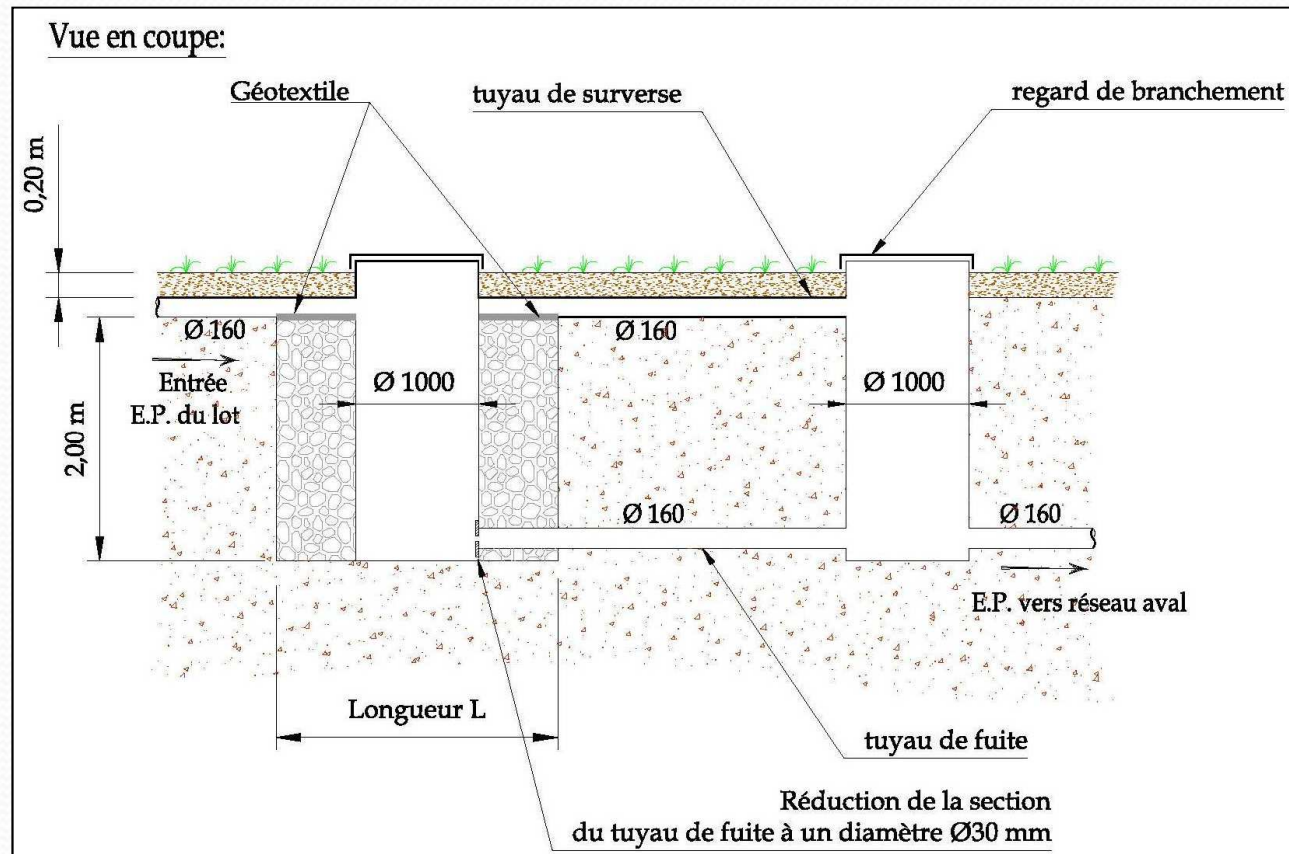 Vue en coupe:
Géotextile
tuyau de surverse
regard de branchement
0,20 m
Ø 160
Ø 160
Entrée
E.P. du lot
Ø 1000
Ø 1000
2,00 m
Ø 160
Ø 160
E.P. vers réseau aval
Longueur L
tuyau de fuite
Réduction de la section
du tuyau de fuite à un diamètre Ø30 mm